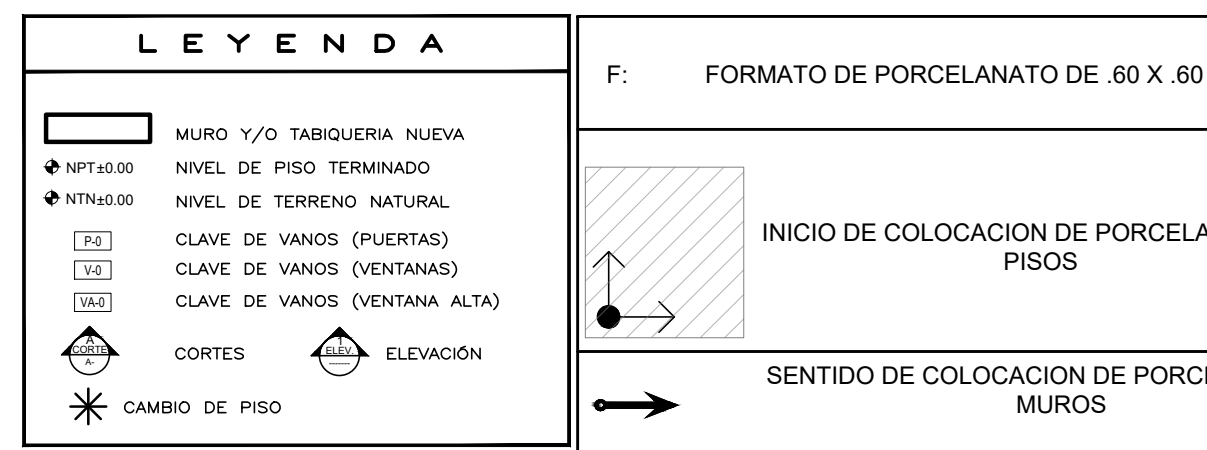 LEYENDA
MURO Y/O TABIQUERIA NUEVA
NPT±0.00 NIVEL DE PISO TERMINADO
NTN±0.00 NIVEL DE TERRENO NATURAL
P-0 CLAVE DE VANOS (PUERTAS)
V-0 CLAVE DE VANOS (VENTANAS)
VA-0 CLAVE DE VANOS (VENTANA ALTA)
A
CORTE
A-
CORTES
1
ELEV.
ELEVACIÓN
CAMBIO DE PISO
F: FORMATO DE PORCELANATO DE .60 X .60
INICIO DE COLOCACION DE PORCELA
PISOS
SENTIDO DE COLOCACION DE PORC
MUROS